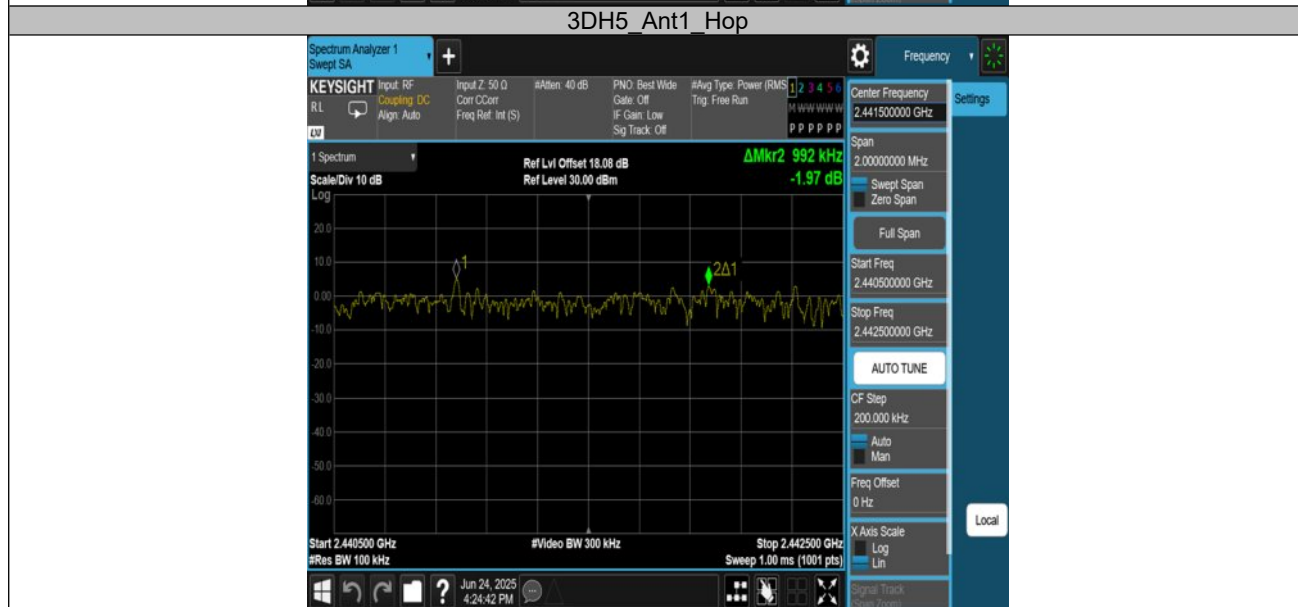 3DH5_Ant1_Hop
Spectrum Analyzer 1
Swept SA
+
Frequency
KEYSIGHT
RL
LXI
Input: RF
Coupling: DC
Align: Auto
Input Z: 50 Ω
Corr CCorr
Freq Ref: Int (S)
#Atten: 40 dB
PNO: Best Wide
Gate: Off
IF Gain: Low
Sig Track: Off
#Avg Type: Power (RMS
Trig: Free Run
1 2 3 4 5 6
M W W W W W
P P P P P P
Center Frequency
2.441500000 GHz
Settings
1 Spectrum
Scale/Div 10 dB
Ref Lvl Offset 18.08 dB
Ref Level 30.00 dBm
ΔMkr2 992 kHz
-1.97 dB
Span
2.00000000 MHz
Swept Span
Zero Span
Full Span
Start Freq
2.440500000 GHz
Stop Freq
2.442500000 GHz
AUTO TUNE
CF Step
200.000 kHz
Auto
Man
Freq Offset
0 Hz
X Axis Scale
Log
Lin
Signal Track
(Span Zoom)
Local
Log
20.0
10.0
0.00
-10.0
-20.0
-30.0
-40.0
-50.0
-60.0
1
2Δ1
Start 2.440500 GHz
#Res BW 100 kHz
#Video BW 300 kHz
Stop 2.442500 GHz
Sweep 1.00 ms (1001 pts)
?
Jun 24, 2025
4:24:42 PM